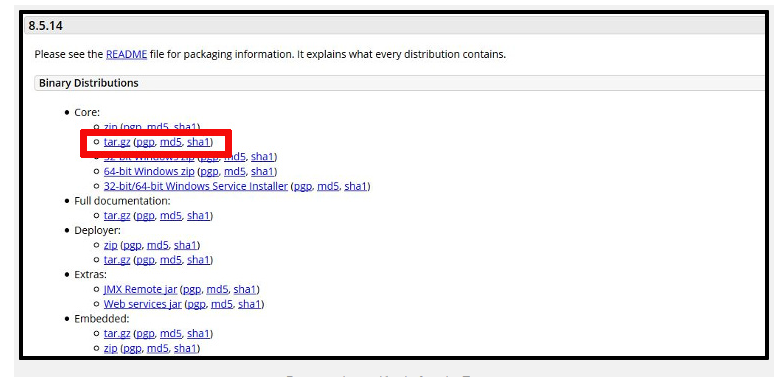 8.5.14
Please see the README file for packaging information. It explains what every distribution contains.
Binary Distributions
Core:
zip (pgp, md5, sha1)
tar.gz (pgp, md5, sha1)
32-bit Windows zip (pgp, md5, sha1)
64-bit Windows zip (pgp, md5, sha1)
32-bit/64-bit Windows Service Installer (pgp, md5, sha1)
Full documentation:
tar.gz (pgp, md5, sha1)
Deployer:
zip (pgp, md5, sha1)
tar.gz (pgp, md5, sha1)
Extras:
JMX Remote jar (pgp, md5, sha1)
Web services jar (pgp, md5, sha1)
Embedded:
tar.gz (pgp, md5, sha1)
zip (pgp, md5, sha1)